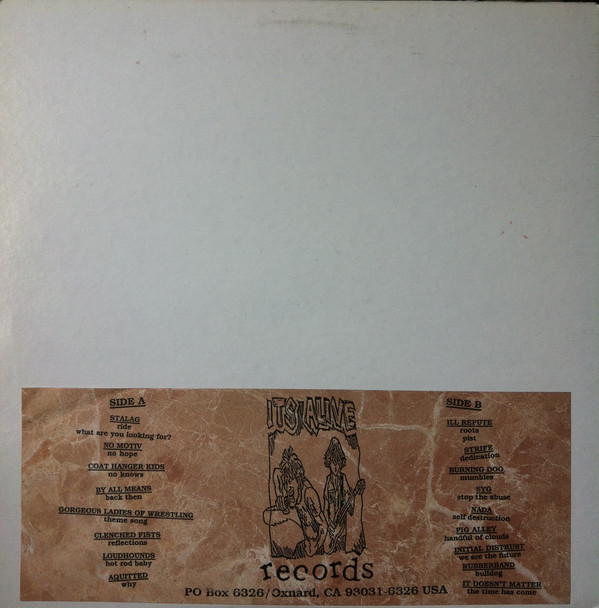 SIDE A
STALAG
ride
what are you looking for?
NO MOTIV
no hope
COAT HANGER KIDS
no knows
BY ALL MEANS
back then
GORGEOUS LADIES OF WRESTLING
theme song
CLENCHED FISTS
reflections
LOUDHOUNDS
hot rod baby
AQUITTED
why
ITS ALIVE
records
PO Box 6326/Oxnard, CA 93031-6326 USA
SIDE B
ILL REPUTE
roots
pist
STRIFE
dedication
BURNING DOG
mumbles
SYG
stop the abuse
NADA
self destruction
PIG ALLEY
handful of clouds
INITIAL DISTRUST
we are the future
RUBBERBAND
bulldog
IT DOESN'T MATTER
the time has come